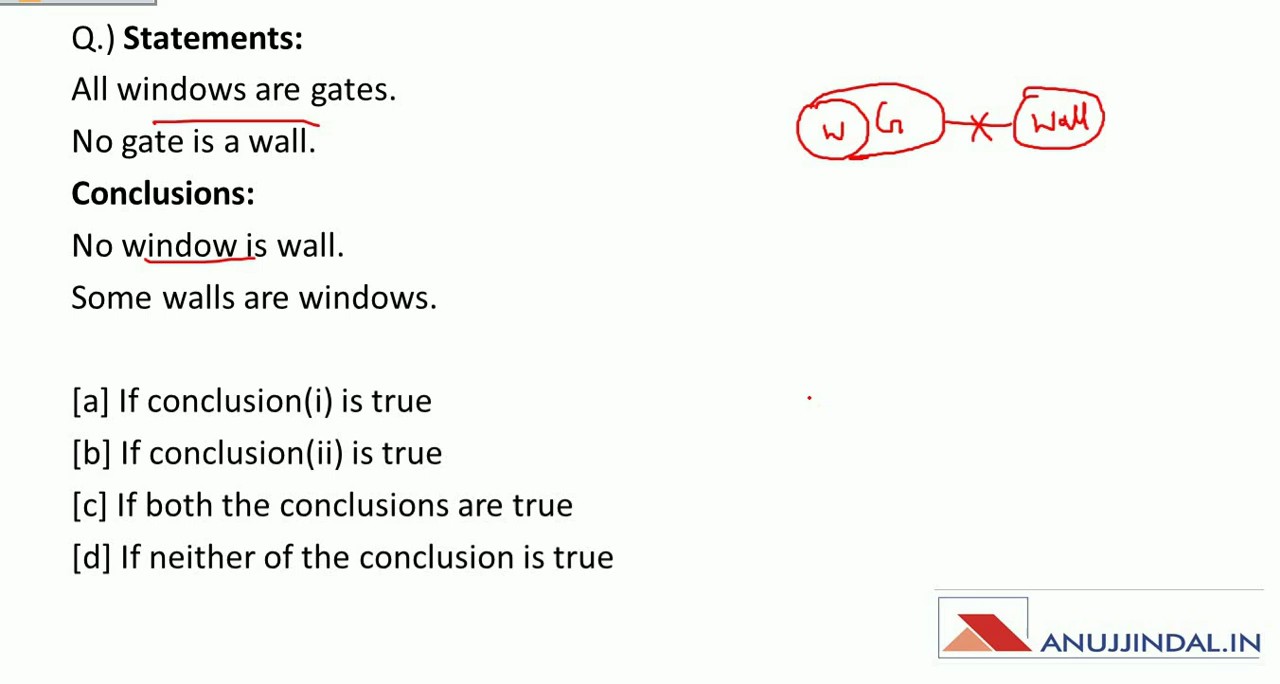 Q.) Statements:
All windows are gates.
No gate is a wall.
Conclusions:
No window is wall.
Some walls are windows.
[a] If conclusion(i) is true
[b] If conclusion(ii) is true
[c] If both the conclusions are true
[d] If neither of the conclusion is true
W G Wall
ANUJJINDAL.IN